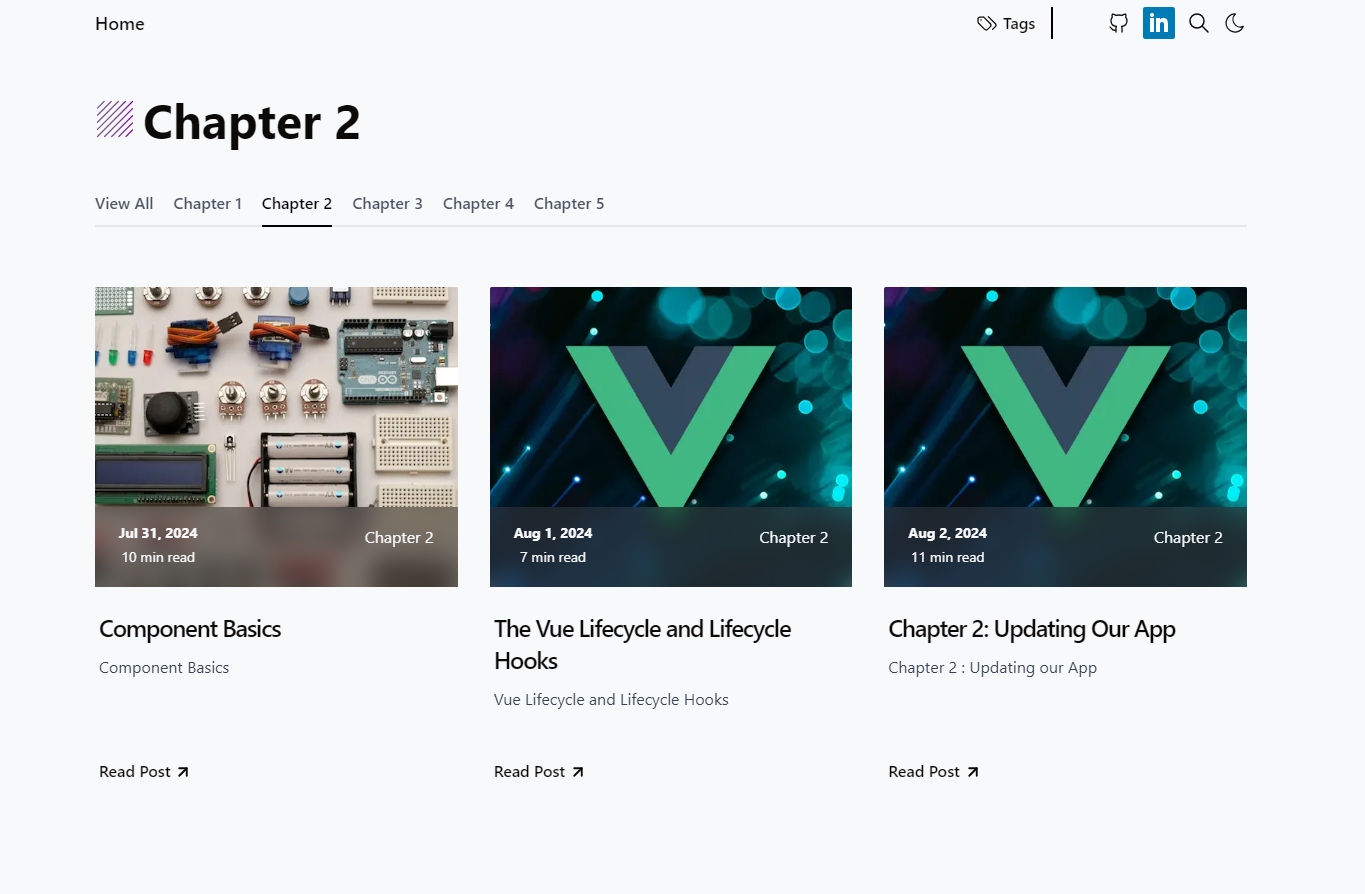 Home
Tags
in
Chapter 2
View All
Chapter 1
Chapter 2
Chapter 3
Chapter 4
Chapter 5
Jul 31, 2024
10 min read
Chapter 2
Component Basics
Component Basics
Read Post
Aug 1, 2024
7 min read
Chapter 2
The Vue Lifecycle and Lifecycle
Hooks
Vue Lifecycle and Lifecycle Hooks
Read Post
Aug 2, 2024
11 min read
Chapter 2
Chapter 2: Updating Our App
Chapter 2 : Updating our App
Read Post